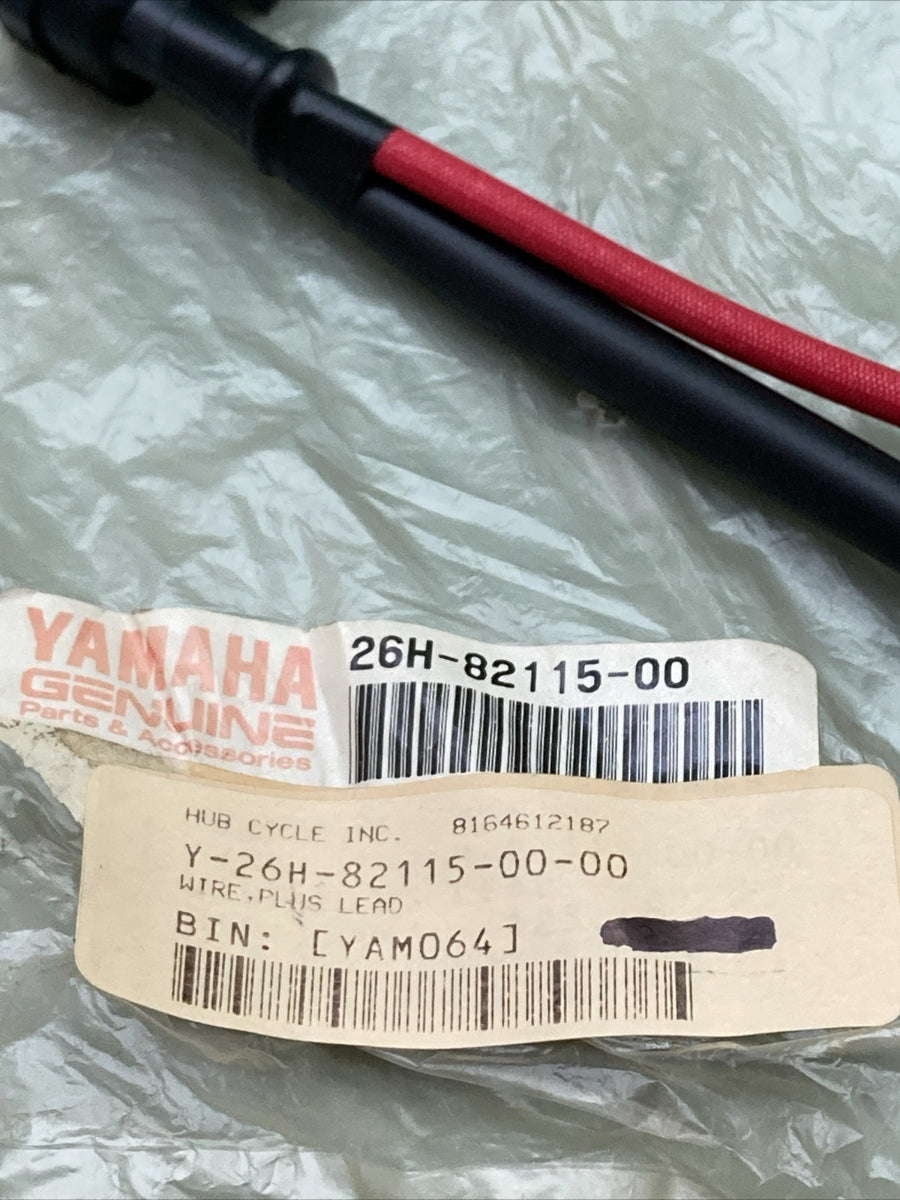 YAMAHA
GENUINE
Parts & Accessories
26H-82115-00
HUB CYCLE INC. 8164612187
Y-26H-82115-00-00
WIRE,PLUS LEAD
BIN: [YAM064]